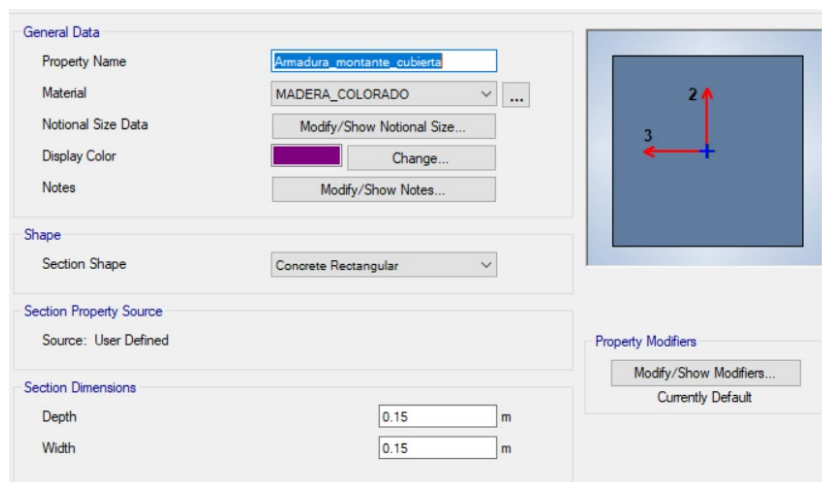 General Data
Property Name Armadura_montante_cubierta
Material MADERA_COLORADO ...
Notional Size Data Modify/Show Notional Size...
Display Color Change...
Notes Modify/Show Notes...
2
3
Shape
Section Shape Concrete Rectangular
Section Property Source
Source: User Defined
Property Modifiers
Modify/Show Modifiers...
Currently Default
Section Dimensions
Depth 0.15 m
Width 0.15 m